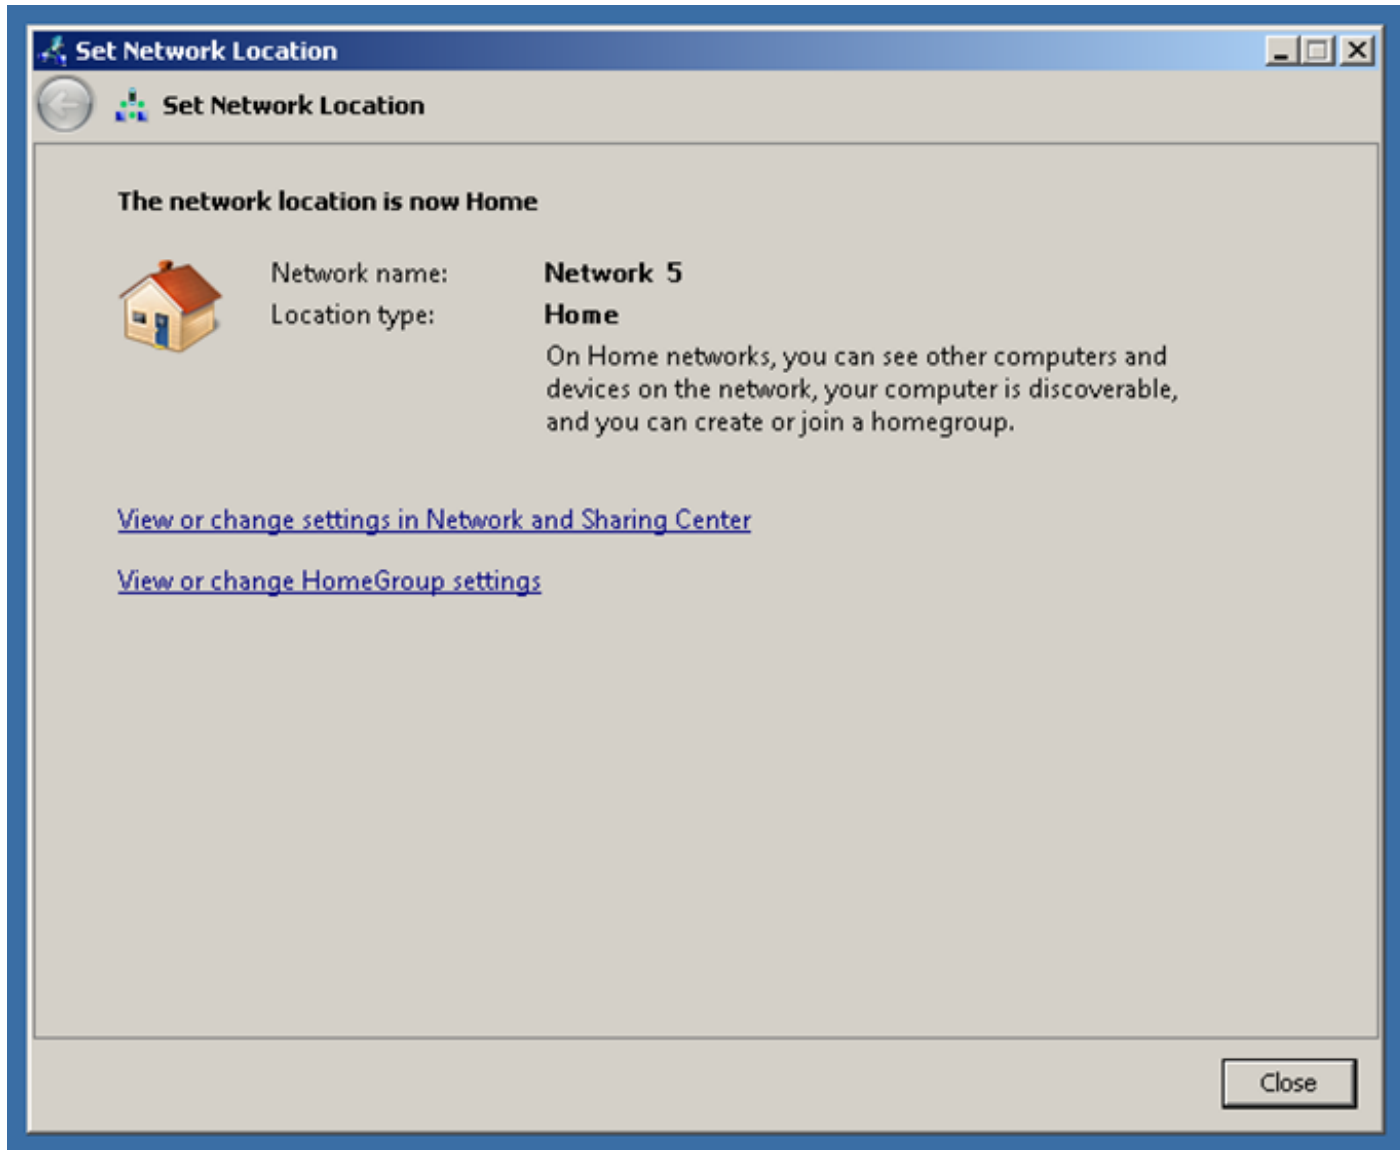 Set Network Location
Set Network Location
The network location is now Home
Network name: Network 5
Location type: Home
On Home networks, you can see other computers and
devices on the network, your computer is discoverable,
and you can create or join a homegroup.
View or change settings in Network and Sharing Center
View or change HomeGroup settings
Close